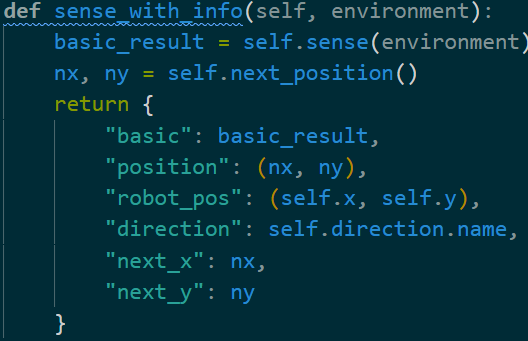 def sense_with_info(self, environment):
    basic_result = self.sense(environment)
    nx, ny = self.next_position()
    return {
        "basic": basic_result,
        "position": (nx, ny),
        "robot_pos": (self.x, self.y),
        "direction": self.direction.name,
        "next_x": nx,
        "next_y": ny
    }